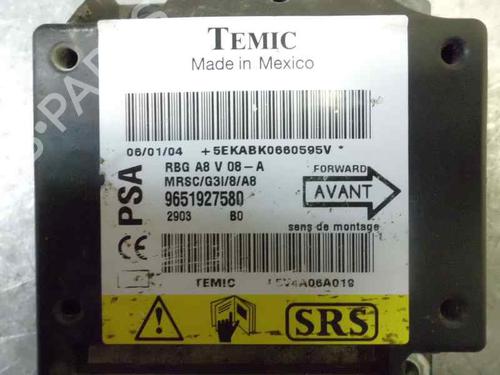 TEMIC
Made in Mexico
06/01/04 +5EKABK0660595V *
RBG A8 V 08-A
MRSC/G3I/8/A8
9651927580
2903 B0
PSA
CE
FORWARD
AVANT
sens de montage
TEMIC
SRS